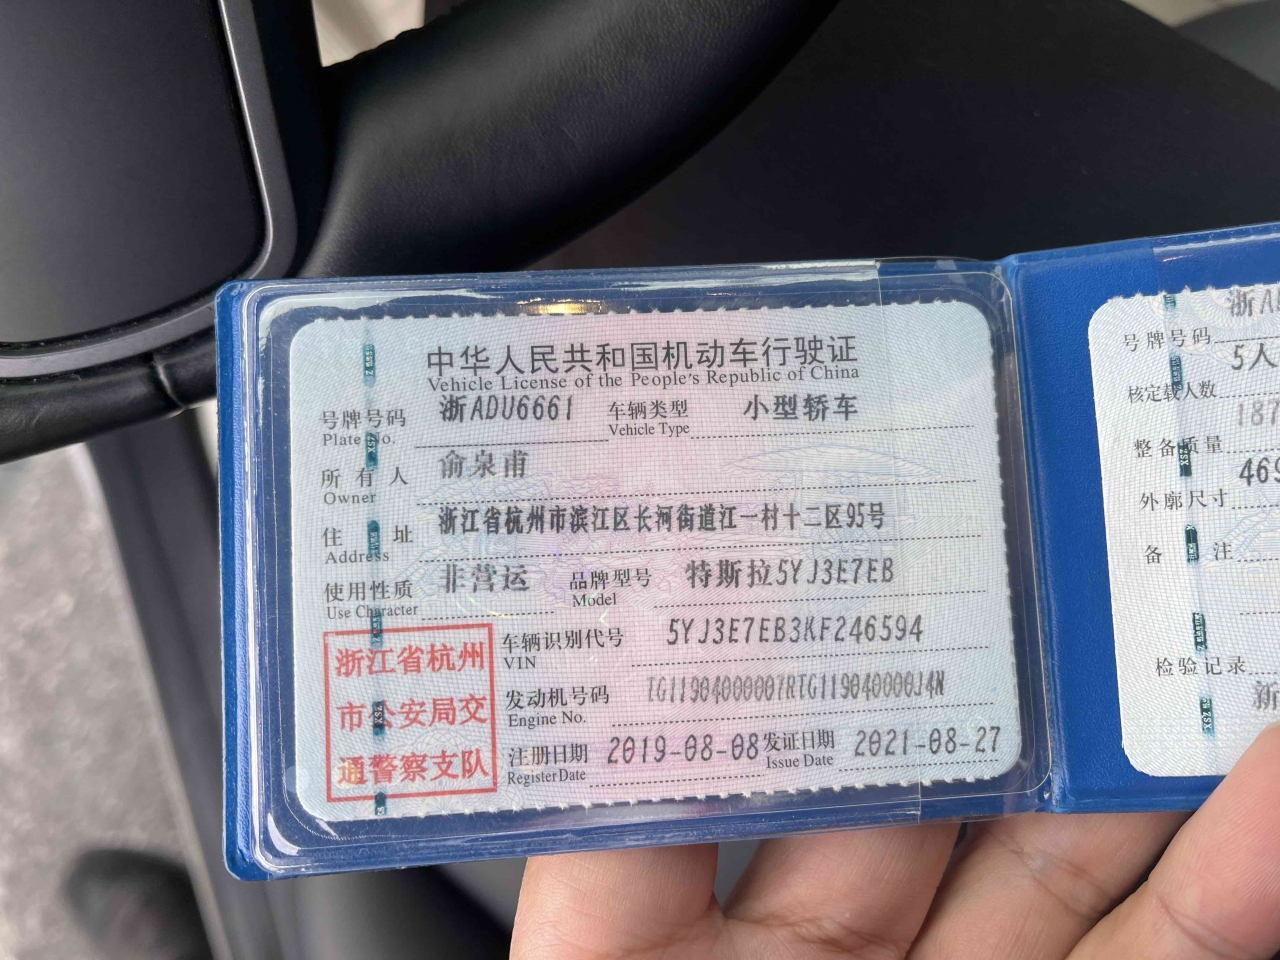 中华人民共和国机动车行驶证
Vehicle License of the People's Republic of China
号牌号码 浙ADU6661 车辆类型 小型轿车
Plate No. Vehicle Type
所有人 俞泉甫
Owner
住址 浙江省杭州市滨江区长河街道江一村十二区95号
Address
使用性质 非营运 品牌型号 特斯拉5YJ3E7EB
Use Character Model
车辆识别代号 5YJ3E7EB3KF246594
VIN
发动机号码 TG11904000007RTG119040000J4N
Engine No.
注册日期 2019-08-08 发证日期 2021-08-27
Register Date Issue Date
浙江省杭州
市公安局交
通警察支队
号牌号码 浙AD
核定载人数 5人
整备质量 187
外廓尺寸 469
备注
检验记录
新